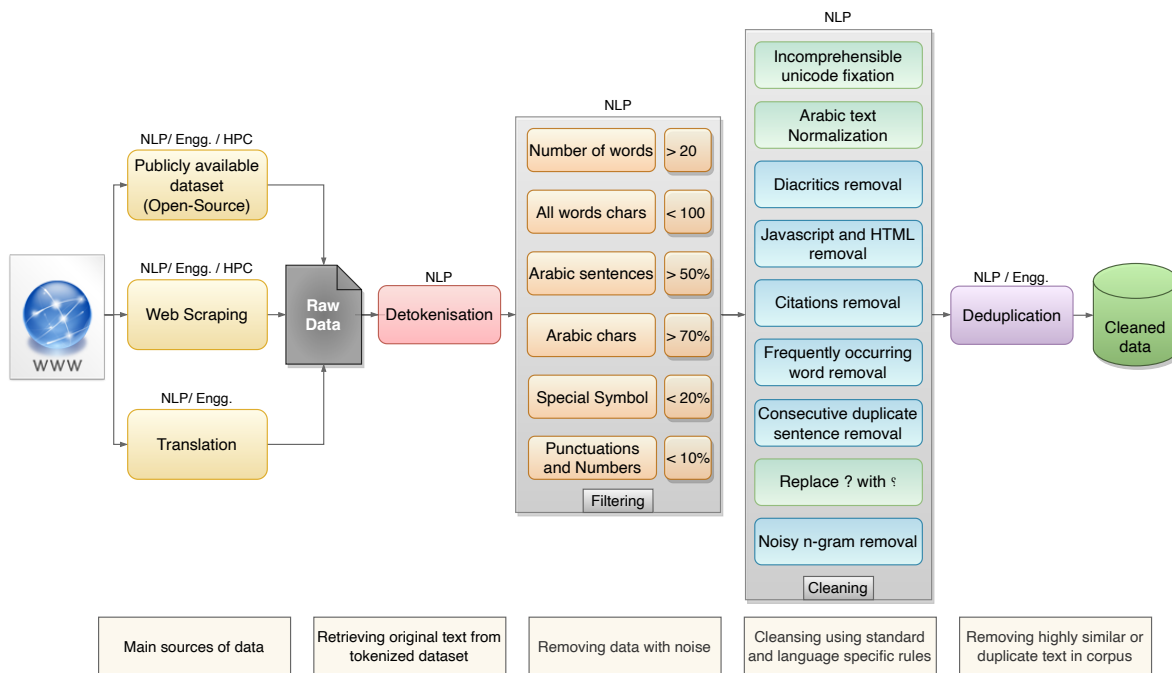 WWW
NLP/ Engg. / HPC
Publicly available
dataset
(Open-Source)
NLP/ Engg. / HPC
Web Scraping
NLP/ Engg.
Translation
Raw
Data
NLP
Detokenisation
NLP
Number of words
> 20
All words chars
< 100
Arabic sentences
> 50%
Arabic chars
> 70%
Special Symbol
< 20%
Punctuations
and Numbers
< 10%
Filtering
NLP
Incomprehensible
unicode fixation
Arabic text
Normalization
Diacritics removal
Javascript and HTML
removal
Citations removal
Frequently occurring
word removal
Consecutive duplicate
sentence removal
Replace ? with ؟
Noisy n-gram removal
Cleaning
NLP / Engg.
Deduplication
Cleaned
data
Main sources of data
Retrieving original text from
tokenized dataset
Removing data with noise
Cleansing using standard
and language specific rules
Removing highly similar or
duplicate text in corpus